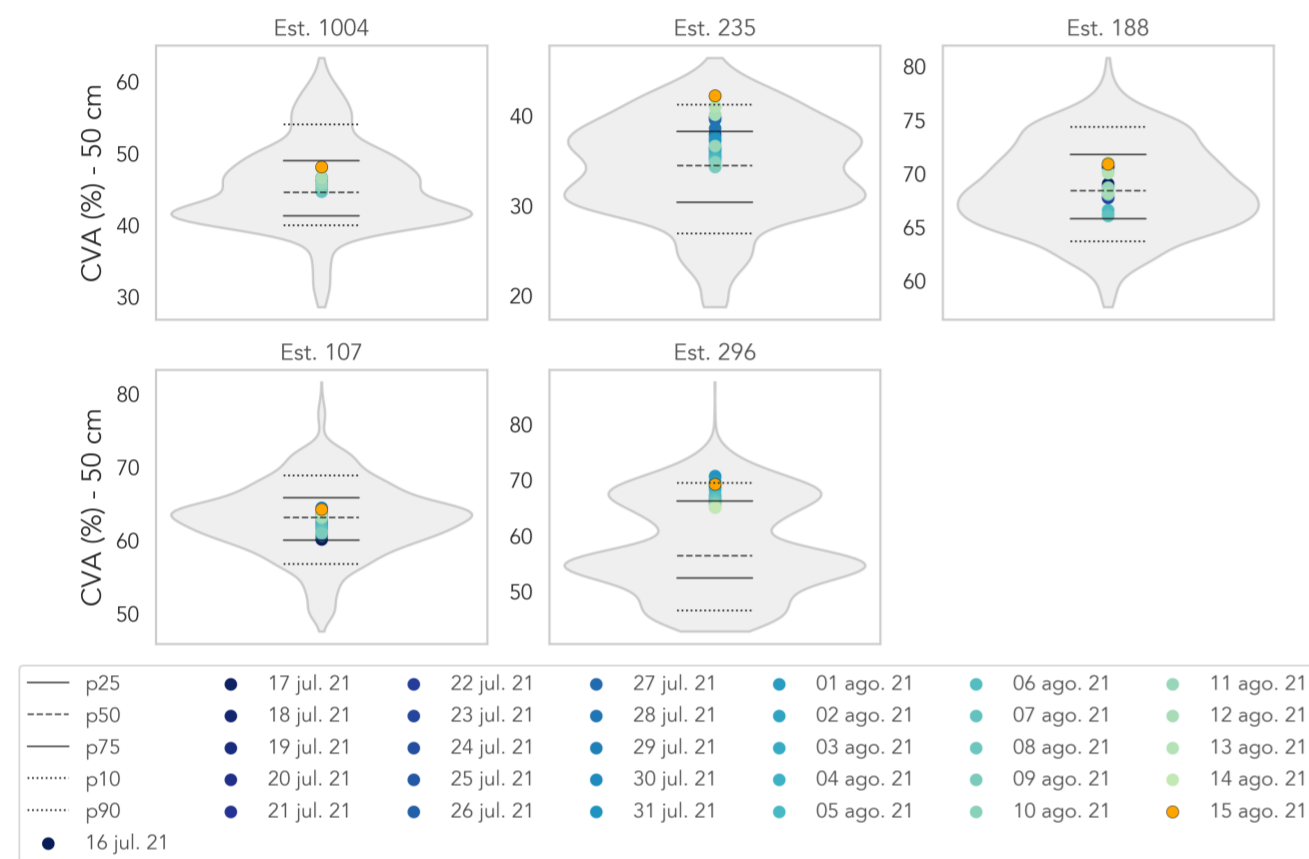 Est. 1004
Est. 235
Est. 188
CVA (%) - 50 cm
60
50
40
30
40
30
20
80
75
70
65
60
Est. 107
Est. 296
CVA (%) - 50 cm
80
70
60
50
80
70
60
50
p25
p50
p75
p10
p90
16 jul. 21
17 jul. 21
18 jul. 21
19 jul. 21
20 jul. 21
21 jul. 21
22 jul. 21
23 jul. 21
24 jul. 21
25 jul. 21
26 jul. 21
27 jul. 21
28 jul. 21
29 jul. 21
30 jul. 21
31 jul. 21
01 ago. 21
02 ago. 21
03 ago. 21
04 ago. 21
05 ago. 21
06 ago. 21
07 ago. 21
08 ago. 21
09 ago. 21
10 ago. 21
11 ago. 21
12 ago. 21
13 ago. 21
14 ago. 21
15 ago. 21